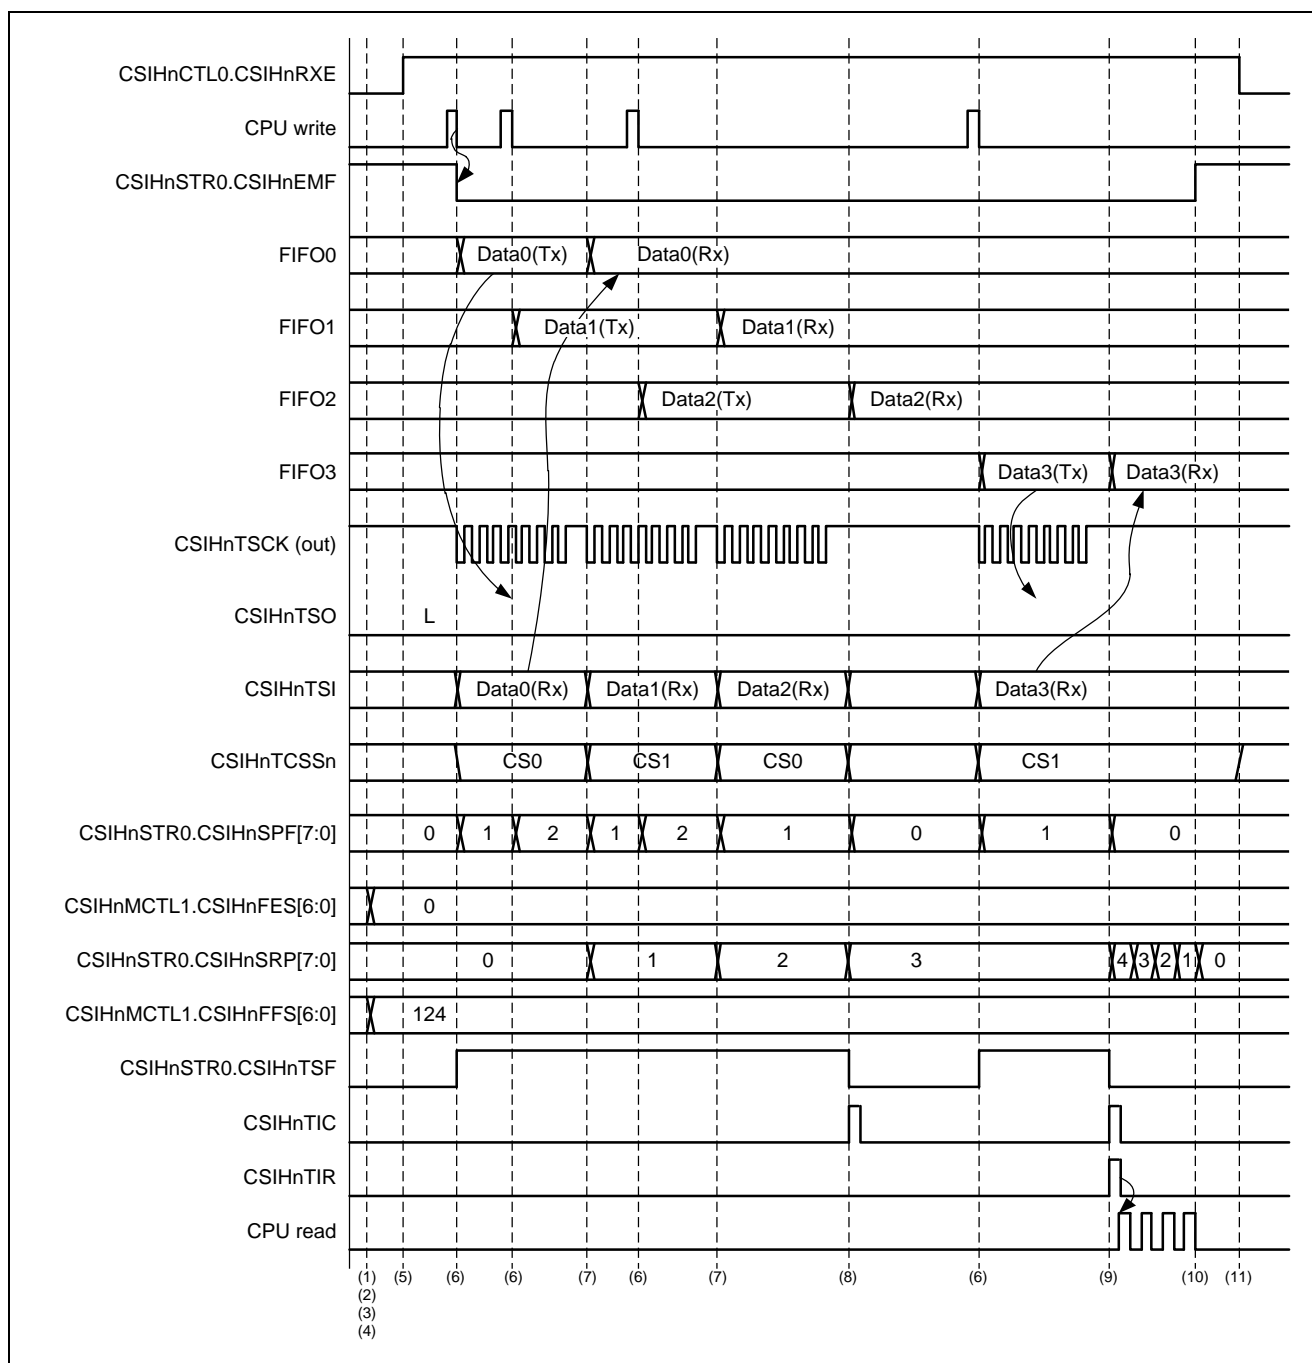 CSIHnCTL0.CSIHnRXE
CPU write
CSIHnSTR0.CSIHnEMF
FIFO0 Data0(Tx) Data0(Rx)
FIFO1 Data1(Tx) Data1(Rx)
FIFO2 Data2(Tx) Data2(Rx)
FIFO3 Data3(Tx) Data3(Rx)
CSIHnTSCK (out)
CSIHnTSO L
CSIHnTSI Data0(Rx) Data1(Rx) Data2(Rx) Data3(Rx)
CSIHnTCSSn CS0 CS1 CS0 CS1
CSIHnSTR0.CSIHnSPF[7:0] 0 1 2 1 2 1 0 1 0
CSIHnMCTL1.CSIHnFES[6:0] 0
CSIHnSTR0.CSIHnSRP[7:0] 0 1 2 3 4 3 2 1 0
CSIHnMCTL1.CSIHnFFS[6:0] 124
CSIHnSTR0.CSIHnTSF
CSIHnTIC
CSIHnTIR
CPU read
(1) (5) (6) (6) (7) (6) (7) (8) (6) (9) (10) (11)
(2)
(3)
(4)